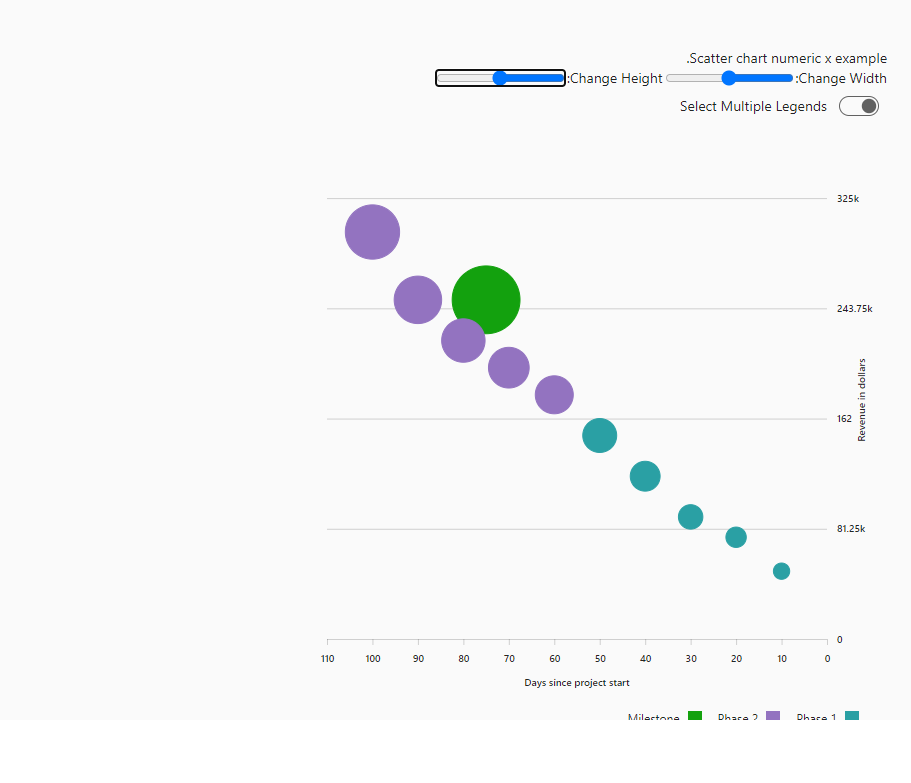 .Scatter chart numeric x example
:Change Height :Change Width
Select Multiple Legends
325k
243.75k
162
81.25k
0
Revenue in dollars
110 100 90 80 70 60 50 40 30 20 10 0
Days since project start
Milestone Phase 2 Phase 1